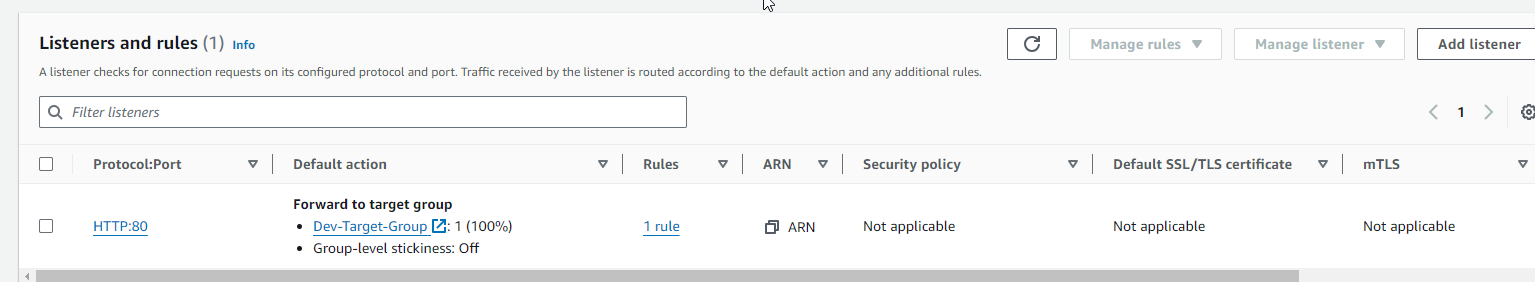 Listeners and rules (1) Info
Manage rules
Manage listener
Add listener
A listener checks for connection requests on its configured protocol and port. Traffic received by the listener is routed according to the default action and any additional rules.
Filter listeners
1
Protocol:Port
Default action
Rules
ARN
Security policy
Default SSL/TLS certificate
mTLS
Forward to target group
HTTP:80
• Dev-Target-Group : 1 (100%)
1 rule
ARN
Not applicable
Not applicable
Not applicable
• Group-level stickiness: Off